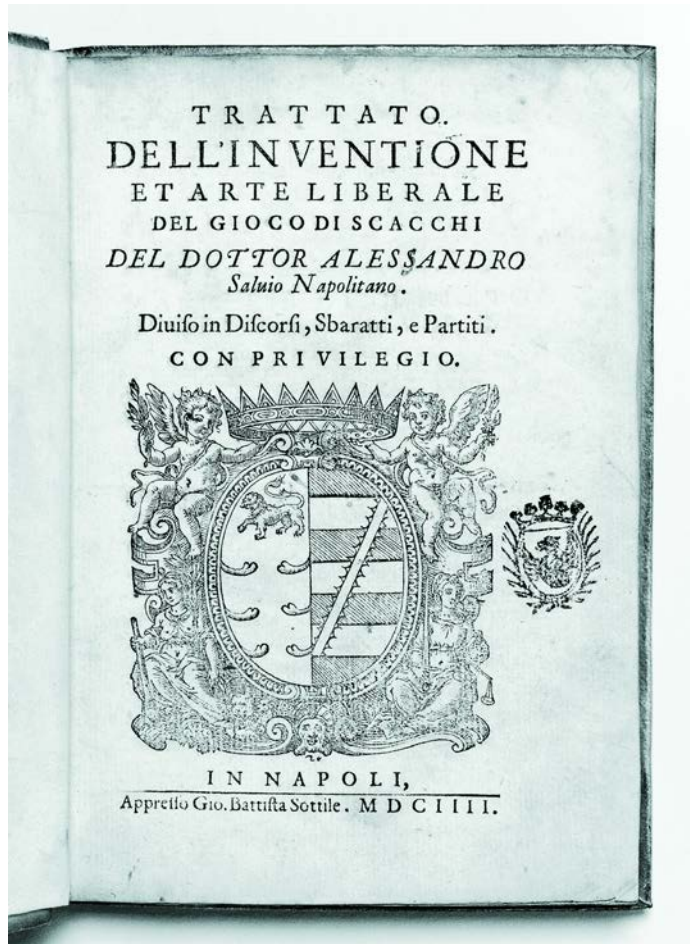 TRATTATO.
DELL'INVENTIONE
ET ARTE LIBERALE
DEL GIOCO DI SCACCHI
DEL DOTTOR ALESSANDRO
Saluio Napolitano.
Diuiſo in Diſcorſi, Sbaratti, e Partiti.
CON PRIVILEGIO.
IN NAPOLI,
Appreſſo Gio. Battiſta Sottile. MDCIIII.